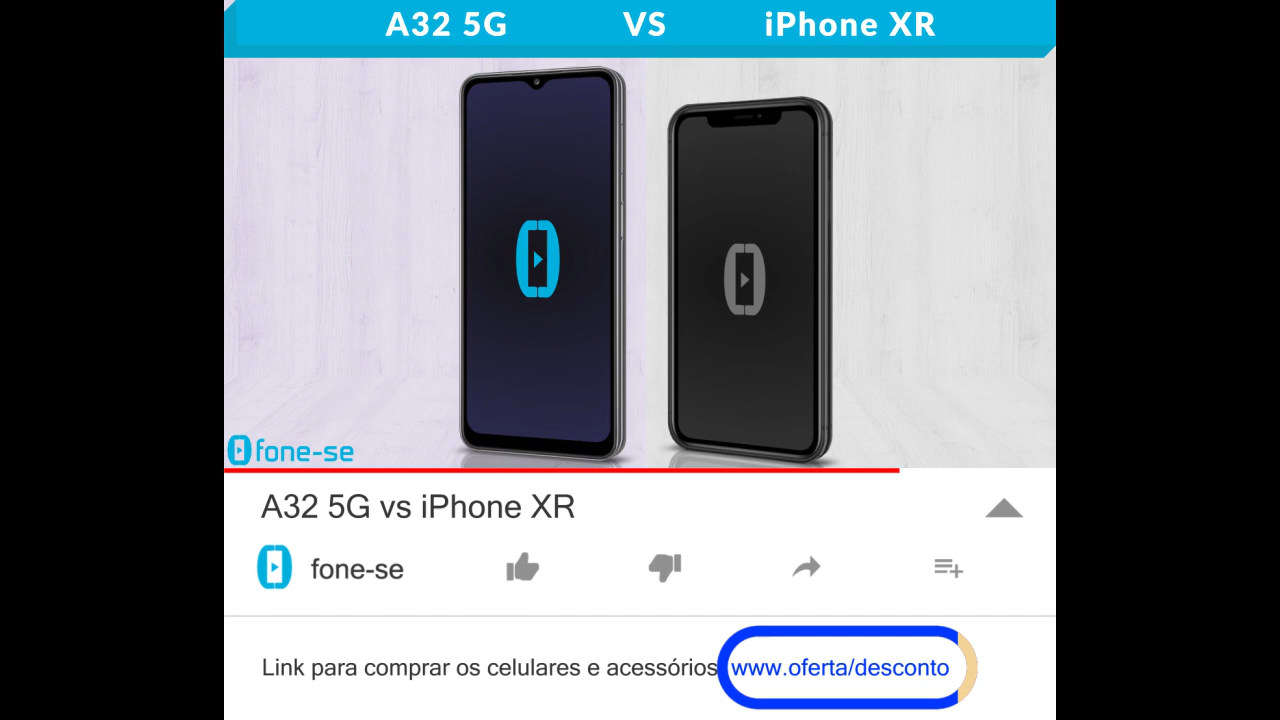 A32 5G VS iPhone XR
fone-se
A32 5G vs iPhone XR
fone-se
Link para comprar os celulares e acessórios www.oferta/desconto